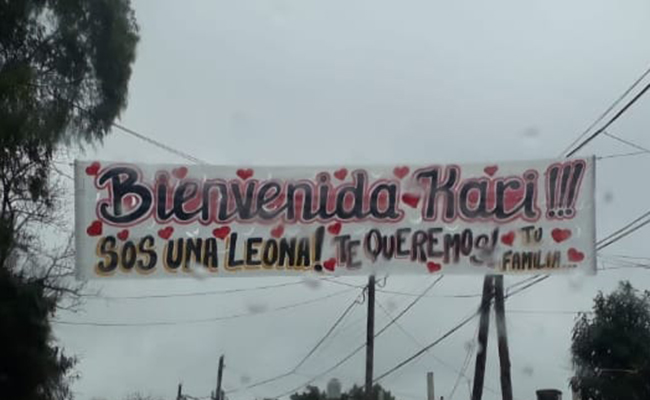 Bienvenida Kari!!!
SOS UNA LEONA! TE QUEREMOS! TU FAMILIA...